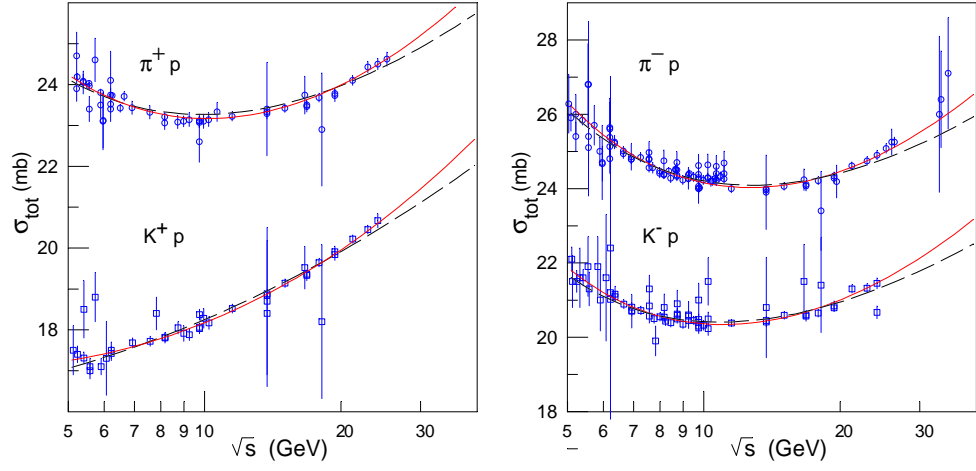 σtot (mb)
24
22
20
18
π+ p
K+ p
5 6 7 8 9 10 20 30
√s (GeV)
σtot (mb)
28
26
24
22
20
18
π− p
K- p
5 6 7 8 9 10 20 30
√s (GeV)